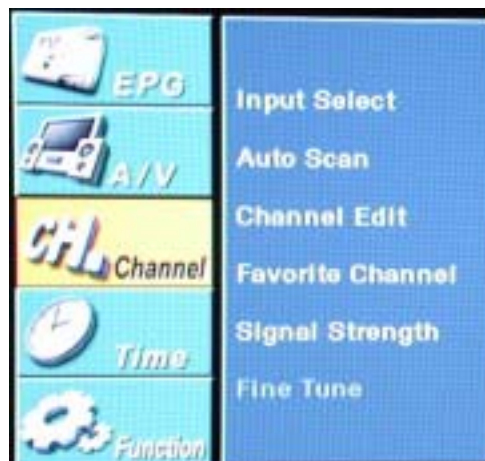 EPG
A/V
CH. Channel
Time
Function
Input Select
Auto Scan
Channel Edit
Favorite Channel
Signal Strength
Fine Tune